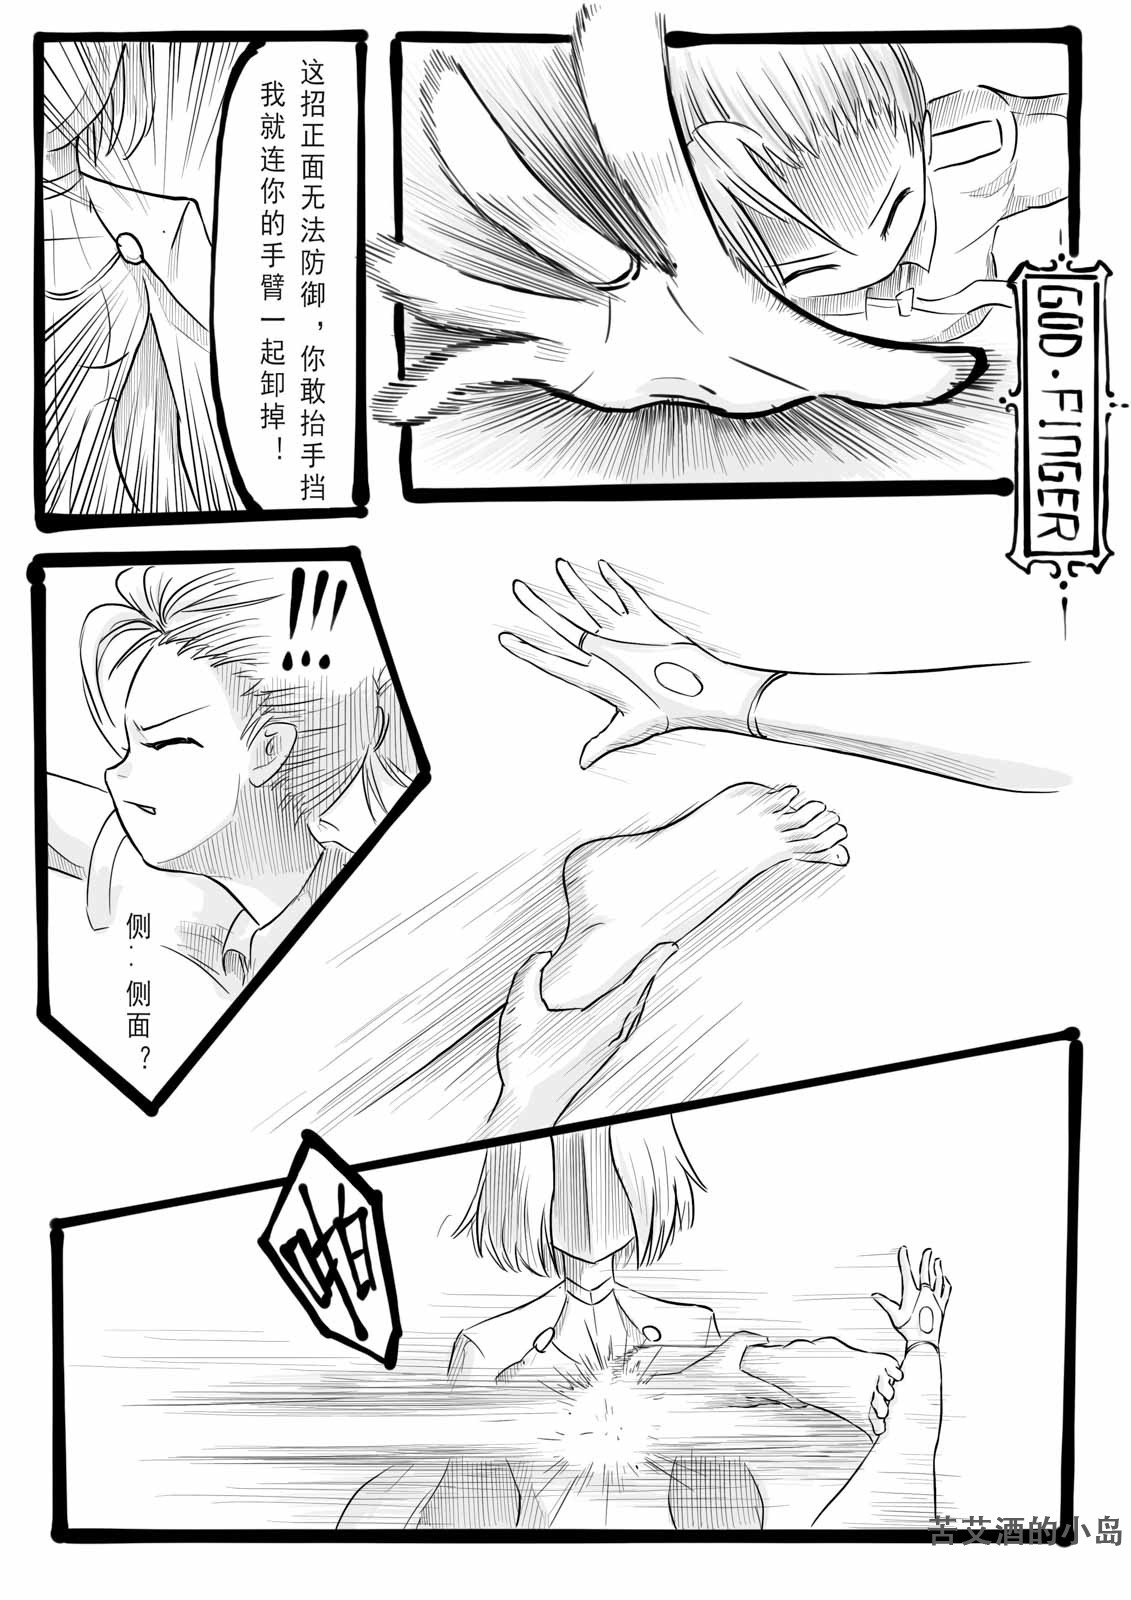 这招正面无法防御，你敢抬手挡
我就连你的手臂一起卸掉！
GOD·FINGER
!!!
侧…侧面？
啪
苦艾酒的小岛